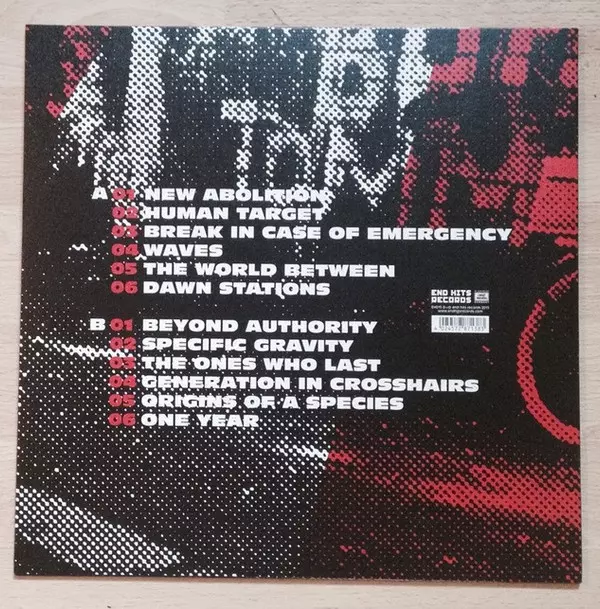 A 01 NEW ABOLITION
02 HUMAN TARGET
03 BREAK IN CASE OF EMERGENCY
04 WAVES
05 THE WORLD BETWEEN
06 DAWN STATIONS
END HITS
RECORDS
B 01 BEYOND AUTHORITY
02 SPECIFIC GRAVITY
03 THE ONES WHO LAST
04 GENERATION IN CROSSHAIRS
05 ORIGINS OF A SPECIES
06 ONE YEAR